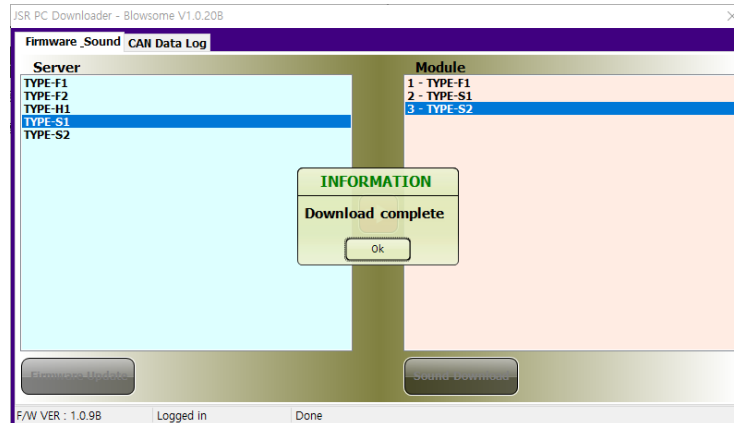 JSR PC Downloader - Blowsome V1.0.20B
Firmware _Sound CAN Data Log
Server
TYPE-F1
TYPE-F2
TYPE-H1
TYPE-S1
TYPE-S2
Module
1 - TYPE-F1
2 - TYPE-S1
3 - TYPE-S2
INFORMATION
Download complete
Ok
Firmware Update
Sound Download
F/W VER : 1.0.9B Logged in Done